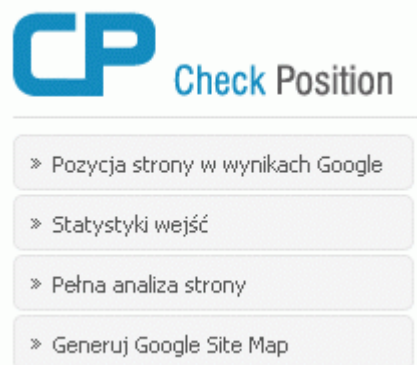 CP
Check Position
» Pozycja strony w wynikach Google
» Statystyki wejść
» Pełna analiza strony
» Generuj Google Site Map